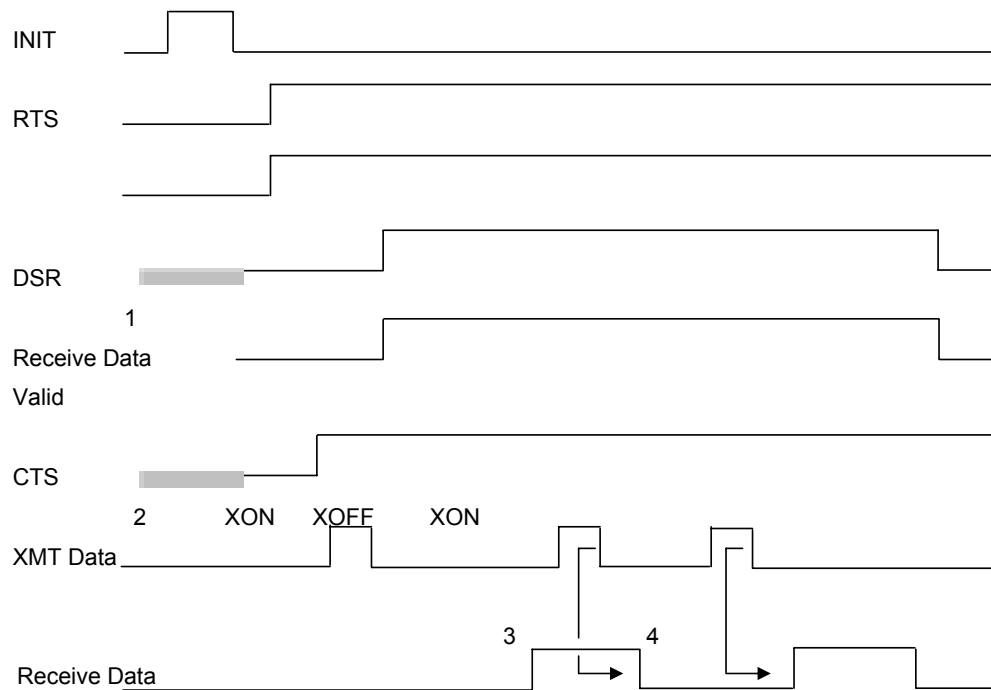 INIT
RTS
DSR
1
Receive Data
Valid
CTS
2 XON XOFF XON
XMT Data
3 4
Receive Data